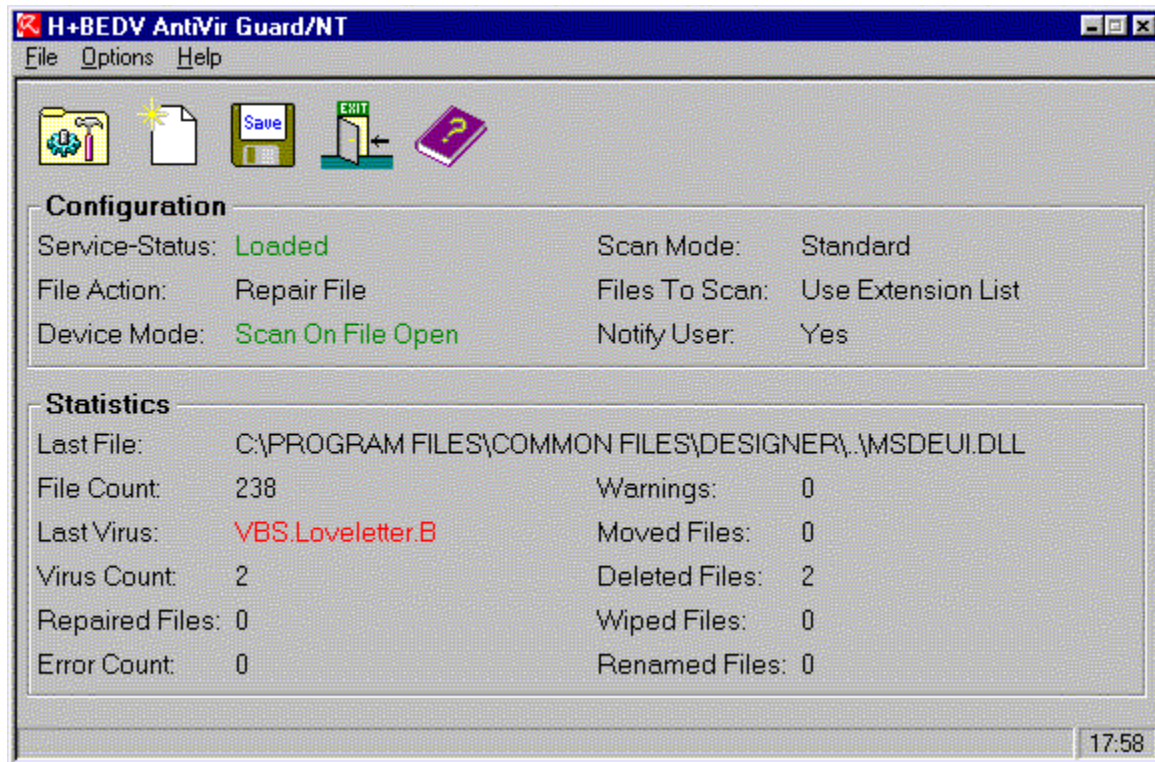 H+BEDV AntiVir Guard/NT
File Options Help
Save EXIT ?
Configuration
Service-Status: Loaded Scan Mode: Standard
File Action: Repair File Files To Scan: Use Extension List
Device Mode: Scan On File Open Notify User: Yes
Statistics
Last File: C:\PROGRAM FILES\COMMON FILES\DESIGNER\..\MSDEUI.DLL
File Count: 238 Warnings: 0
Last Virus: VBS.Loveletter.B Moved Files: 0
Virus Count: 2 Deleted Files: 2
Repaired Files: 0 Wiped Files: 0
Error Count: 0 Renamed Files: 0
17:58